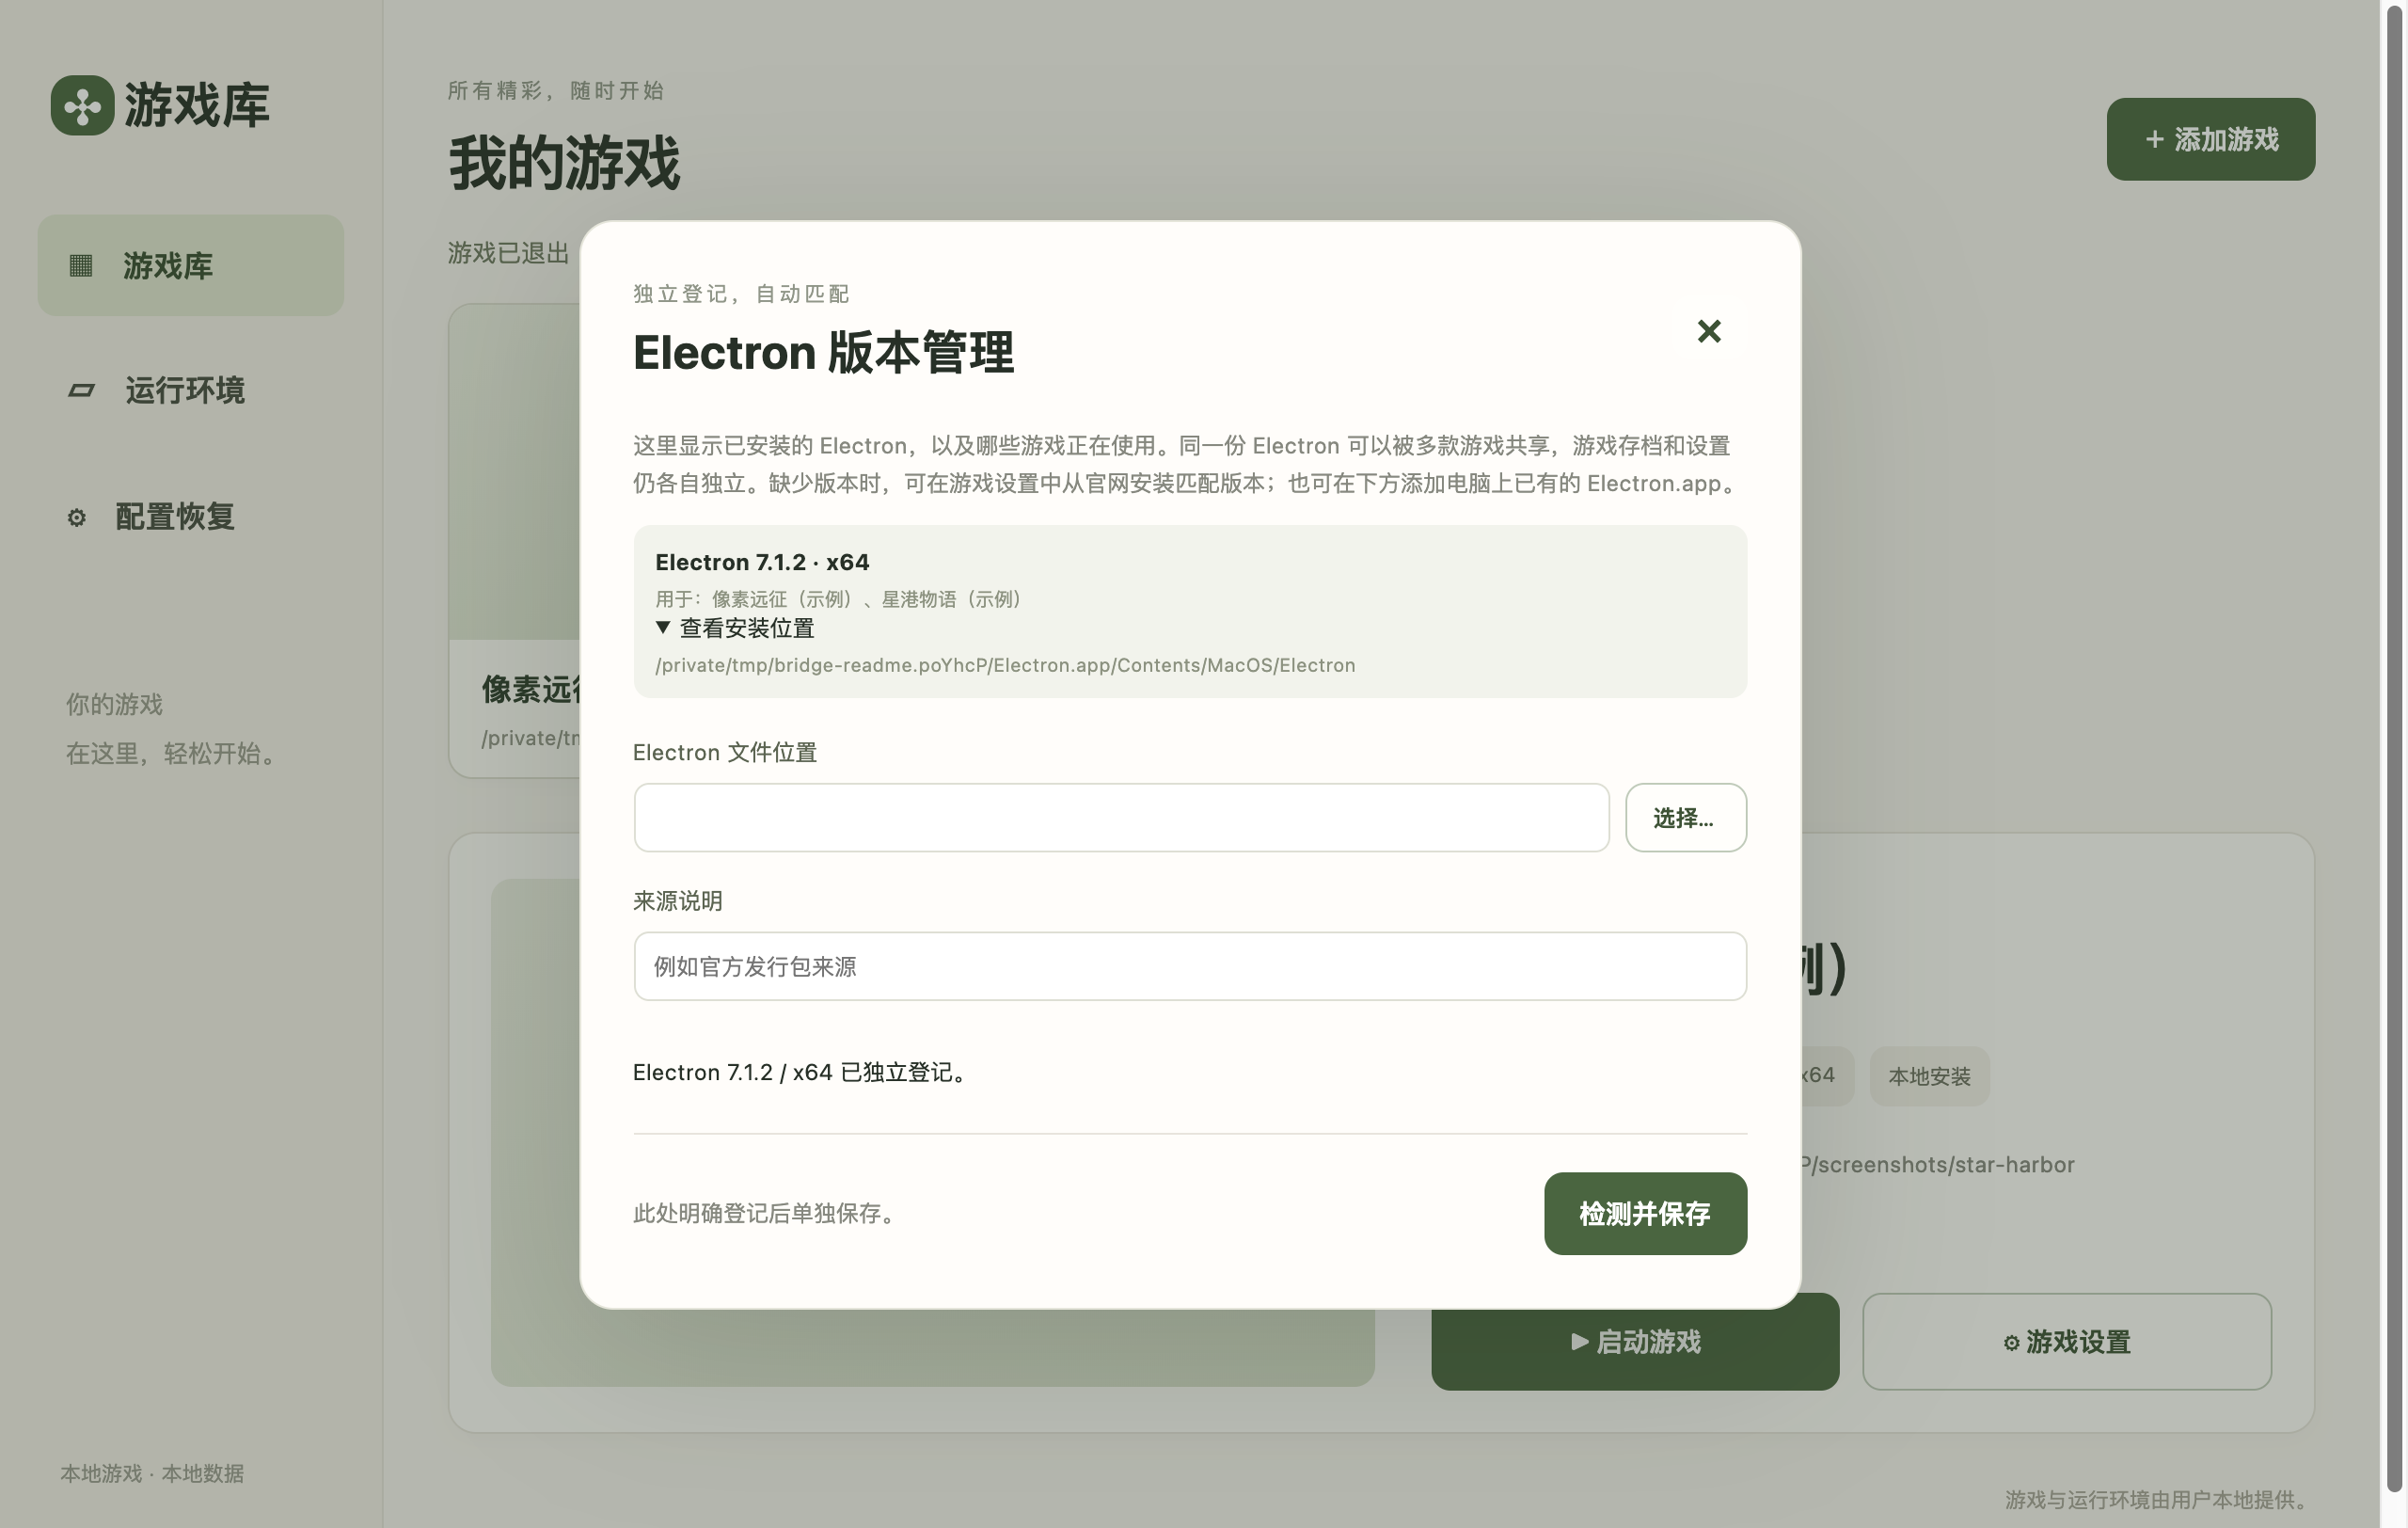 游戏库
游戏库
运行环境
配置恢复
你的游戏
在这里，轻松开始。
本地游戏 · 本地数据
所有精彩，随时开始
我的游戏
+ 添加游戏
游戏已退出
像素远征
/private/tm
独立登记，自动匹配
Electron 版本管理
×
这里显示已安装的 Electron，以及哪些游戏正在使用。同一份 Electron 可以被多款游戏共享，游戏存档和设置
仍各自独立。缺少版本时，可在游戏设置中从官网安装匹配版本；也可在下方添加电脑上已有的 Electron.app。
Electron 7.1.2 · x64
用于：像素远征（示例）、星港物语（示例）
▼ 查看安装位置
/private/tmp/bridge-readme.poYhcP/Electron.app/Contents/MacOS/Electron
Electron 文件位置
选择…
来源说明
例如官方发行包来源
Electron 7.1.2 / x64 已独立登记。
此处明确登记后单独保存。
检测并保存
例）
x64
本地安装
P/screenshots/star-harbor
▶ 启动游戏
⚙ 游戏设置
游戏与运行环境由用户本地提供。